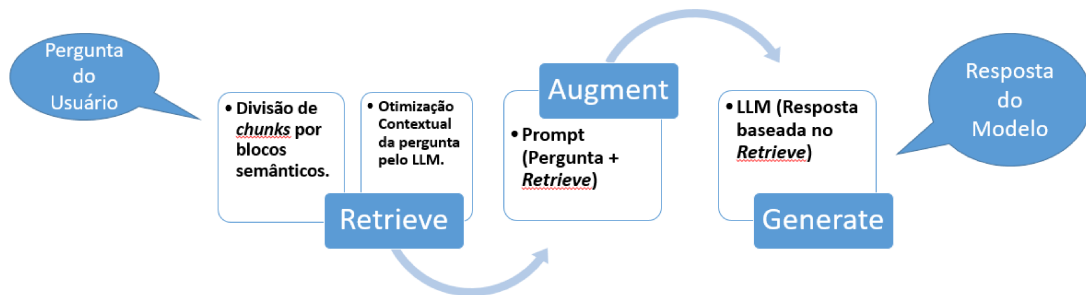 Pergunta
do
Usuário
• Divisão de
chunks por
blocos
semânticos.
• Otimização
Contextual
da pergunta
pelo LLM.
Retrieve
Augment
• Prompt
(Pergunta +
Retrieve)
• LLM (Resposta
baseada no
Retrieve)
Generate
Resposta
do
Modelo